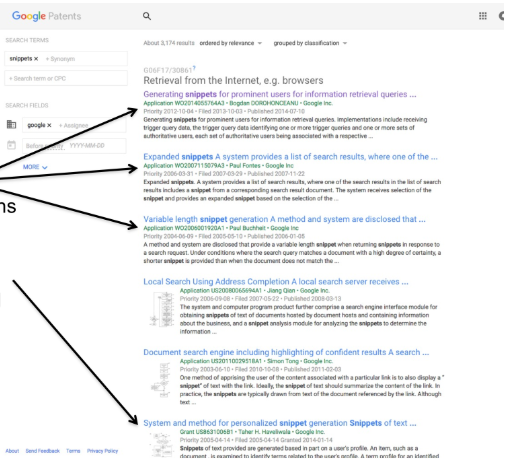 Google Patents
SEARCH TERMS
snippets × + Synonym
+ Search term or CPC
SEARCH FIELDS
google × + Assignee
Before priority YYYY-MM-DD
MORE
ns
About Send Feedback Terms Privacy Policy
About 3,174 results ordered by relevance grouped by classification
G06F17/30861
Retrieval from the Internet, e.g. browsers
Generating snippets for prominent users for information retrieval queries ...
Application WO2014055764A3 • Bogdan DOROHONCEANU • Google Inc.
Priority 2012-10-04 • Filed 2013-10-03 • Published 2014-07-10
Generating snippets for prominent users for information retrieval queries. Implementations include receiving
trigger query data, the trigger query data identifying one or more trigger queries and one or more sets of
authoritative users, each set of authoritative users being associated with a respective ...
Expanded snippets A system provides a list of search results, where one of the ...
Application WO2007115079A3 • Paul Fontes • Google Inc.
Priority 2006-03-31 • Filed 2007-03-29 • Published 2007-11-22
Expanded snippets. A system provides a list of search results, where one of the search results in the list of search
results includes a snippet from a corresponding search result document. The system receives selection of the
snippet and provides an expanded snippet based on the selection of the ...
Variable length snippet generation A method and system are disclosed that ...
Application WO2006001920A1 • Paul Buchheit • Google Inc.
Priority 2004-06-09 • Filed 2005-05-10 • Published 2006-01-05
A method and system are disclosed that provide a variable length snippet when returning snippets in response to
a search request. Under conditions where the search query matches a document with a high degree of certainty, a
shorter snippet is provided than when the document does not match the ...
Local Search Using Address Completion A local search server receives ...
Application US20080065694A1 • Jiang Qian • Google Inc.
Priority 2006-09-08 • Filed 2007-05-22 • Published 2008-03-13
The system and computer program product further comprise a search engine interface module for
obtaining snippets of text of documents hosted by document hosts and containing information
about the business, and a snippet analysis module for analyzing the snippets to determine the
information ...
Document search engine including highlighting of confident results A search ...
Application US20110029518A1 • Simon Tong • Google Inc.
Priority 2003-06-10 • Filed 2010-10-08 • Published 2011-02-03
One method of apprising the user of the content associated with a particular link is to also display a "
snippet" of text with the link. Ideally, the snippet of text should summarize the content of the link. In
practice, the snippets are typically drawn from text of the document referenced by the link. Although
text ...
System and method for personalized snippet generation Snippets of text ...
Grant US8631006B1 • Taher H. Haveliwala • Google Inc.
Priority 2005-04-14 • Filed 2005-04-14 Granted 2014-01-14
Snippets of text provided are generated based in part on a user's profile. An item, such as a
document, is examined to identify terms related to the user's profile. A term profile for an identified